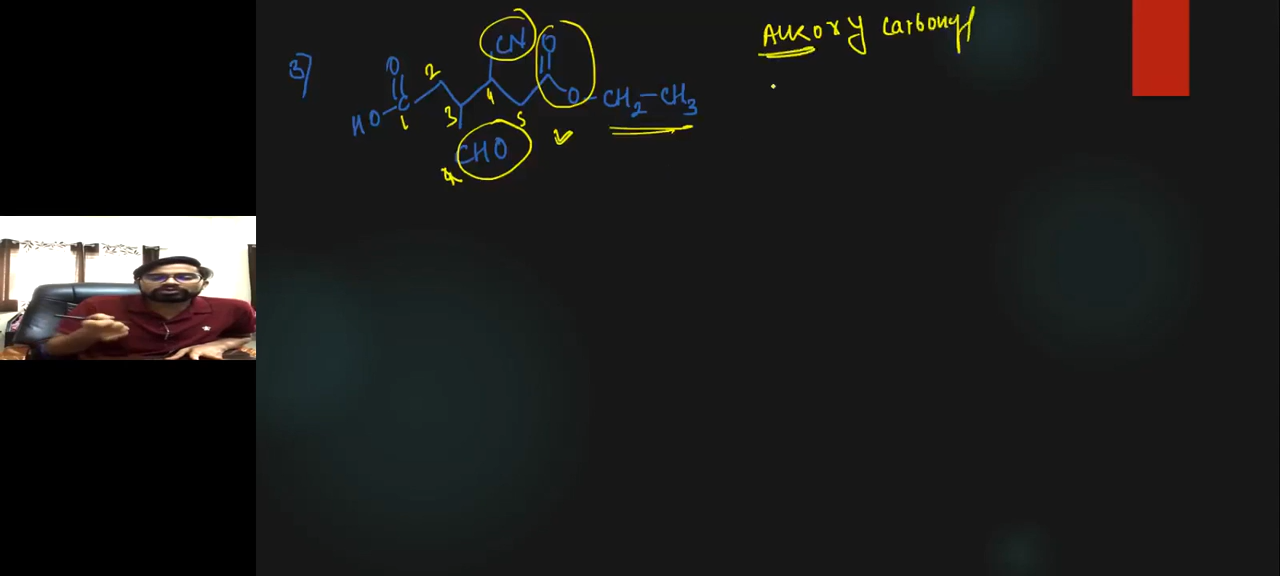 Alkoxy carbonyl
3)
CN
O
O
HO-C
O-CH2-CH3
1 2 3 4 5
CHO